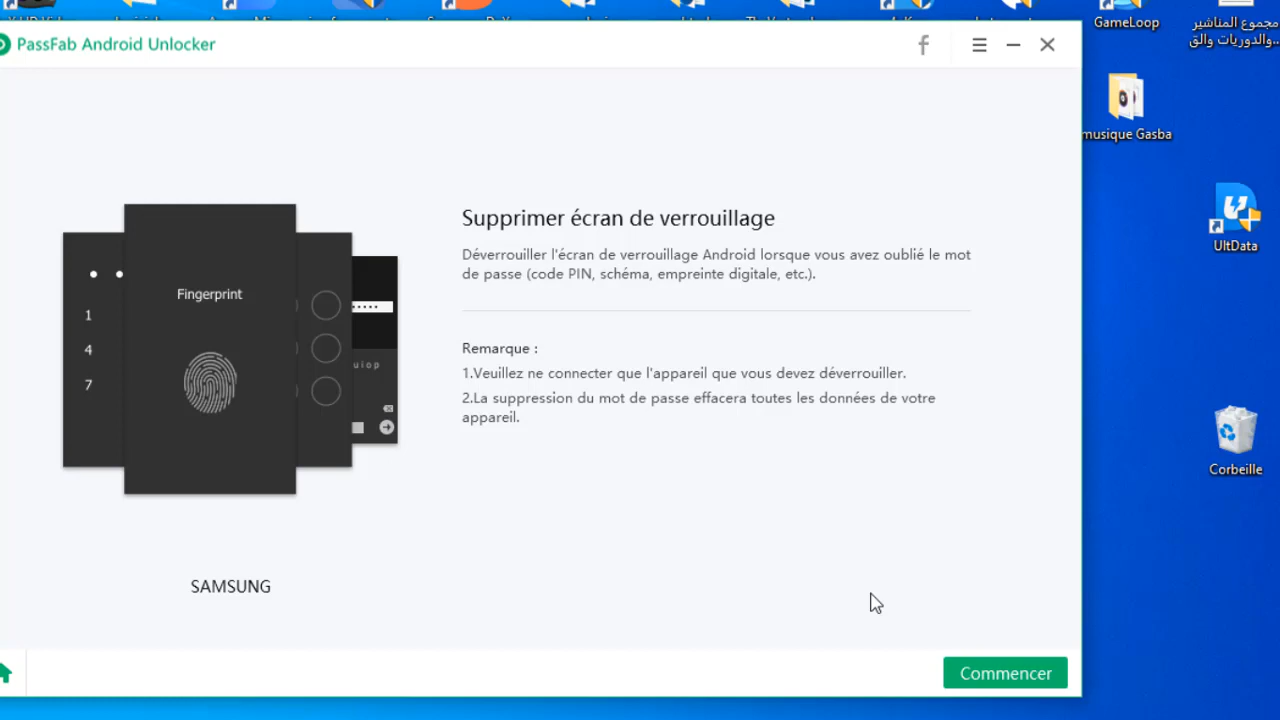 GameLoop
مجموع المناشير
والدوريات والق..
PassFab Android Unlocker
musique Gasba
Supprimer écran de verrouillage
Déverrouiller l'écran de verrouillage Android lorsque vous avez oublié le mot
de passe (code PIN, schéma, empreinte digitale, etc.).
Fingerprint
1
4
7
u i o p
Remarque :
1.Veuillez ne connecter que l'appareil que vous devez déverrouiller.
2.La suppression du mot de passe effacera toutes les données de votre
appareil.
UltData
Corbeille
SAMSUNG
Commencer